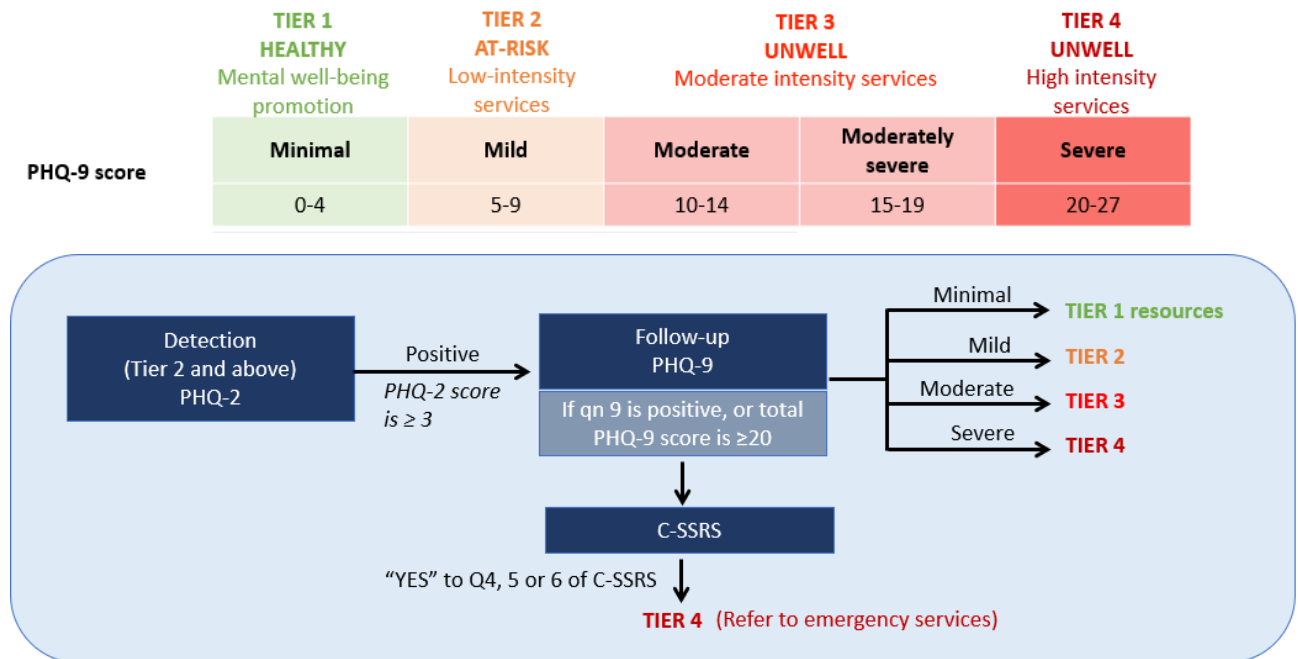 TIER 1
HEALTHY
Mental well-being
promotion
TIER 2
AT-RISK
Low-intensity
services
TIER 3
UNWELL
Moderate intensity services
TIER 4
UNWELL
High intensity
services
PHQ-9 score
Minimal
Mild
Moderate
Moderately
severe
Severe
0-4
5-9
10-14
15-19
20-27
Detection
(Tier 2 and above)
PHQ-2
Positive
PHQ-2 score
is ≥ 3
Follow-up
PHQ-9
If qn 9 is positive, or total
PHQ-9 score is ≥20
Minimal
TIER 1 resources
Mild
TIER 2
Moderate
TIER 3
Severe
TIER 4
C-SSRS
“YES” to Q4, 5 or 6 of C-SSRS
TIER 4 (Refer to emergency services)